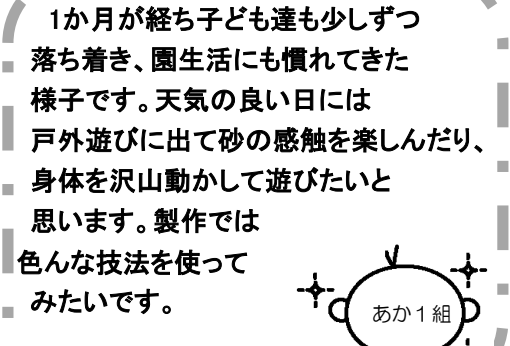 1か月が経ち子ども達も少しずつ
落ち着き、園生活にも慣れてきた
様子です。天気の良い日には
戸外遊びに出て砂の感触を楽しんだり、
身体を沢山動かして遊びたいと
思います。製作では
色んな技法を使って
みたいです。
あか１組